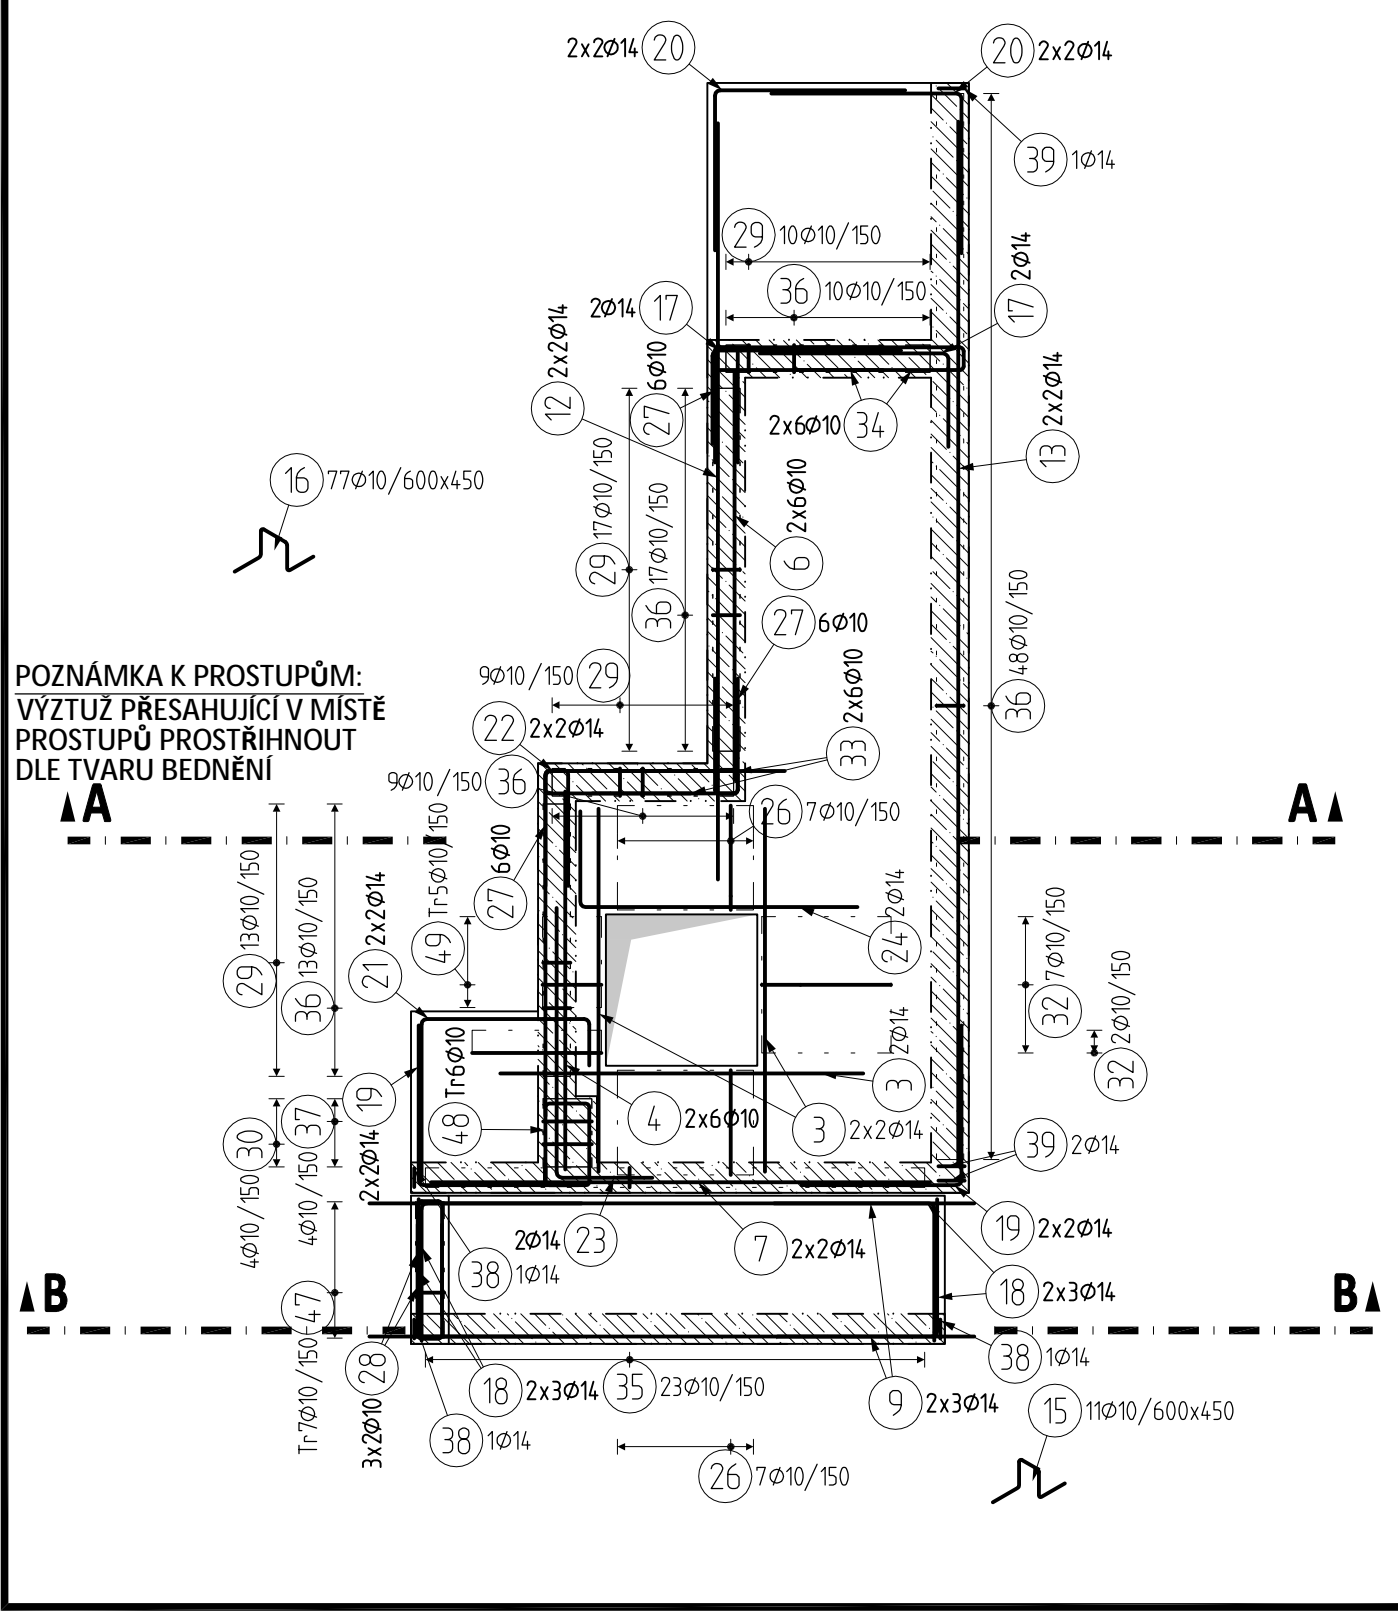 2x2Ø14 20
20 2x2Ø14
39 1Ø14
29 10Ø10/150
36 10Ø10/150
2Ø14 17
17 2Ø14
12 2x2Ø14
27 6Ø10
2x6Ø10 34
13 2x2Ø14
16 77Ø10/600x450
29 17Ø10/150
36 17Ø10/150
6 2x6Ø10
27 6Ø10
36 48Ø10/150
POZNÁMKA K PROSTUPŮM:
VÝZTUŽ PŘESAHUJÍCÍ V MÍSTĚ
PROSTUPŮ PROSTŘIHNOUT
DLE TVARU BEDNĚNÍ
9Ø10/150 29
22 2x2Ø14
33 2x6Ø10
9Ø10/150 36
26 7Ø10/150
A
A
27 6Ø10
49 Tr5Ø10/150
29 13Ø10/150
36 13Ø10/150
21 2x2Ø14
24 2Ø14
32 7Ø10/150
32 2Ø10/150
3 2Ø14
19 2x2Ø14
48 Tr6Ø10
4 2x6Ø10
3 2x2Ø14
39 2Ø14
4Ø10/150 30
4Ø10/150 37
19 2x2Ø14
2Ø14 23
7 2x2Ø14
38 1Ø14
18 2x3Ø14
B
B
Tr7Ø10/150 47
3x2Ø10 28
18 2x3Ø14
35 23Ø10/150
38 1Ø14
9 2x3Ø14
15 11Ø10/600x450
38 1Ø14
26 7Ø10/150